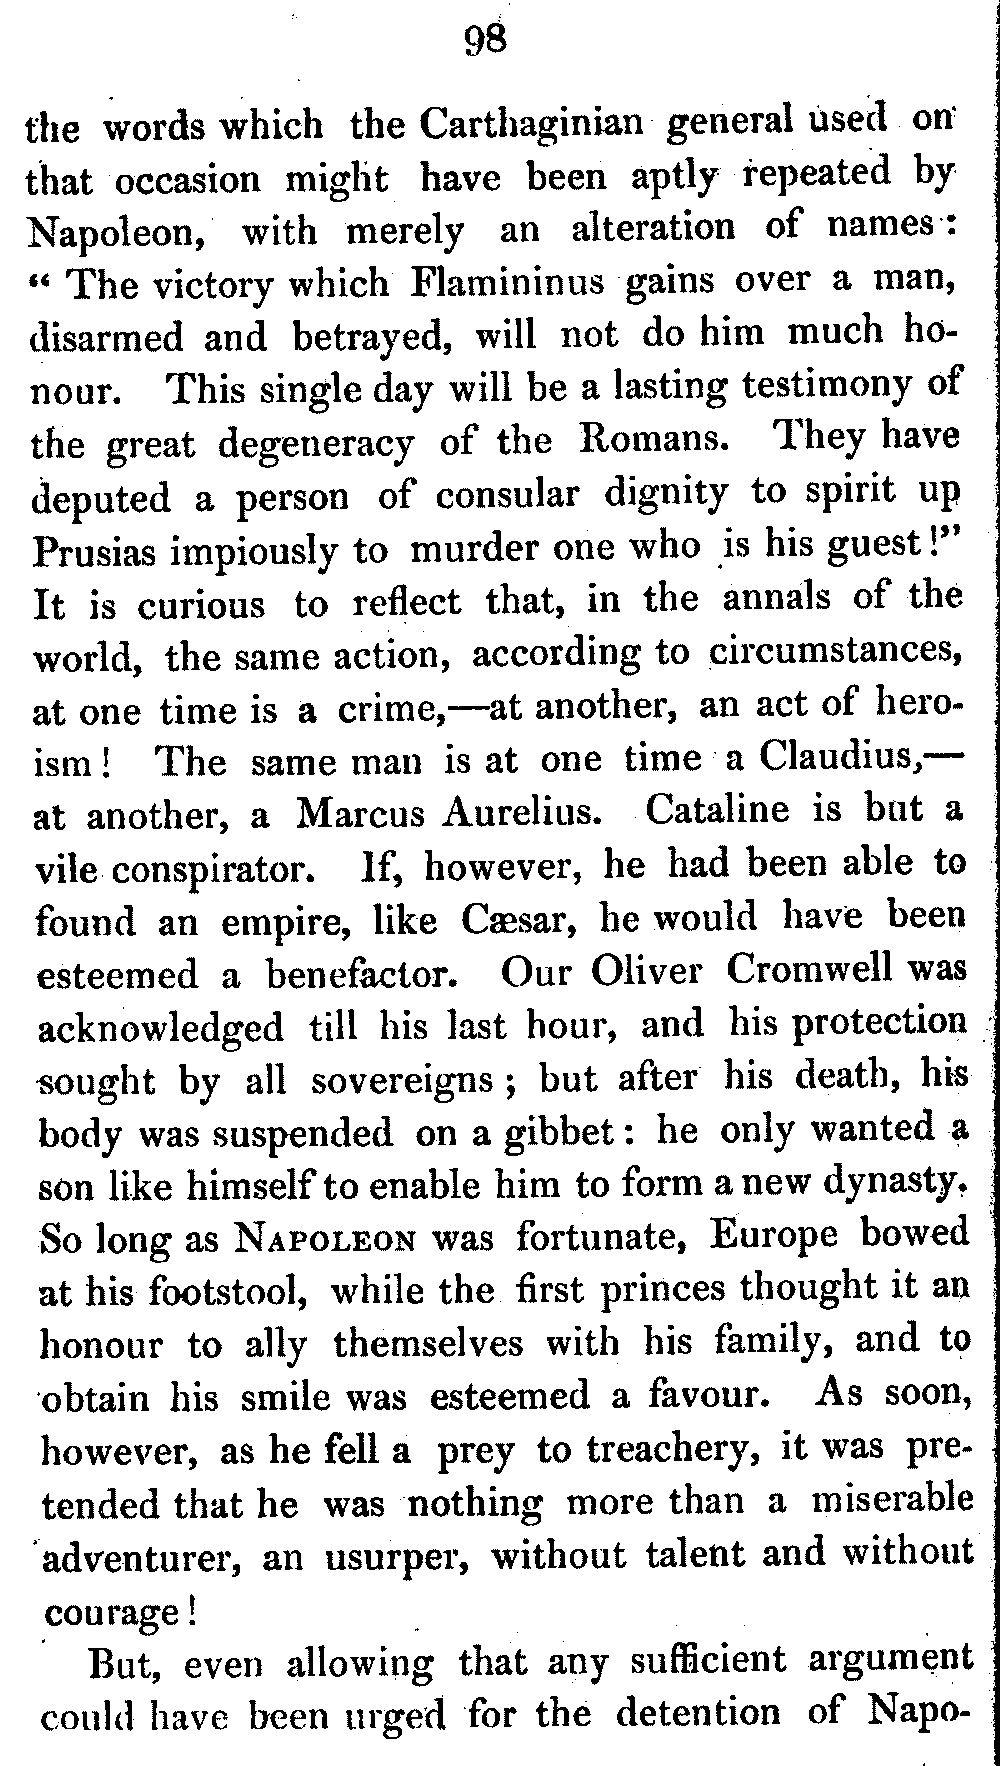 98
the words which the Carthaginian general used on
that occasion might have been aptly repeated by
Napoleon, with merely an alteration of names:
“ The victory which Flamininus gains over a man,
disarmed and betrayed, will not do him much ho-
nour. This single day will be a lasting testimony of
the great degeneracy of the Romans. They have
deputed a person of consular dignity to spirit up
Prusias impiously to murder one who is his guest!”
It is curious to reflect that, in the annals of the
world, the same action, according to circumstances,
at one time is a crime,—at another, an act of hero-
ism! The same man is at one time a Claudius,—
at another, a Marcus Aurelius. Cataline is but a
vile conspirator. If, however, he had been able to
found an empire, like Cæsar, he would have been
esteemed a benefactor. Our Oliver Cromwell was
acknowledged till his last hour, and his protection
sought by all sovereigns; but after his death, his
body was suspended on a gibbet: he only wanted a
son like himself to enable him to form a new dynasty.
So long as NAPOLEON was fortunate, Europe bowed
at his footstool, while the first princes thought it an
honour to ally themselves with his family, and to
obtain his smile was esteemed a favour. As soon,
however, as he fell a prey to treachery, it was pre-
tended that he was nothing more than a miserable
adventurer, an usurper, without talent and without
courage!
But, even allowing that any sufficient argument
could have been urged for the detention of Napo-